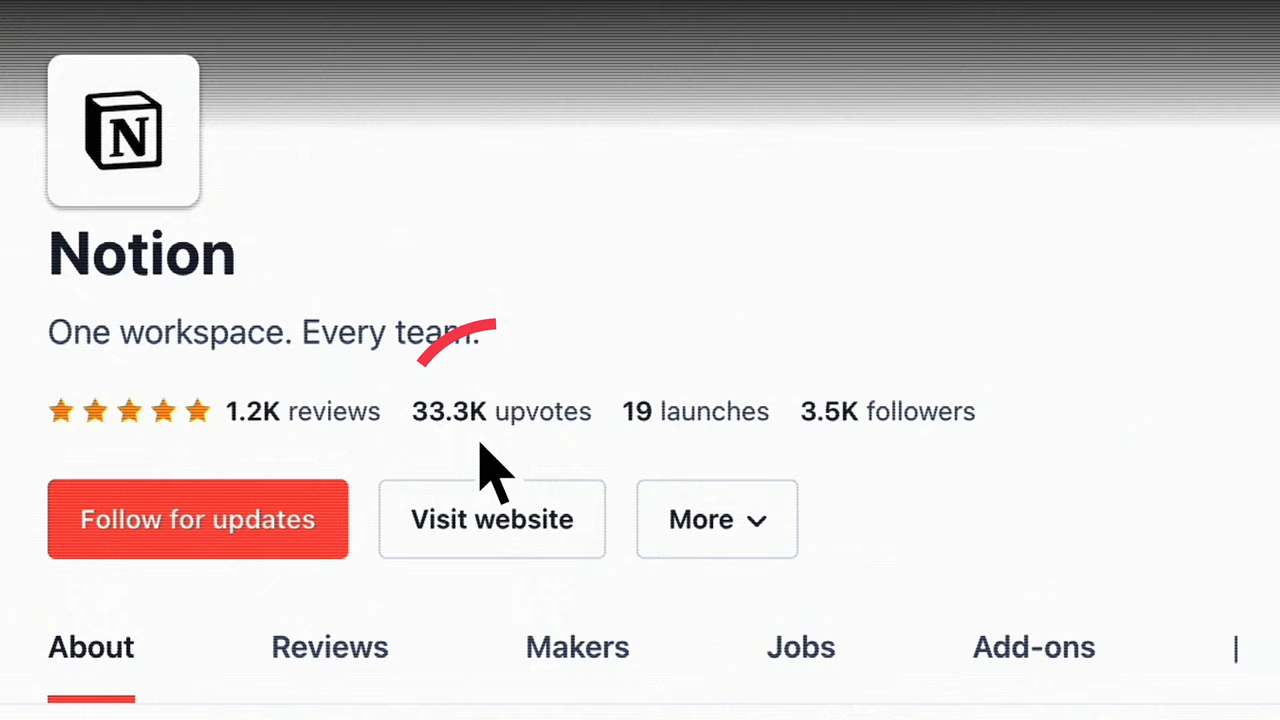 N
Notion
One workspace. Every team.
1.2K reviews 33.3K upvotes 19 launches 3.5K followers
Follow for updates Visit website More
About Reviews Makers Jobs Add-ons